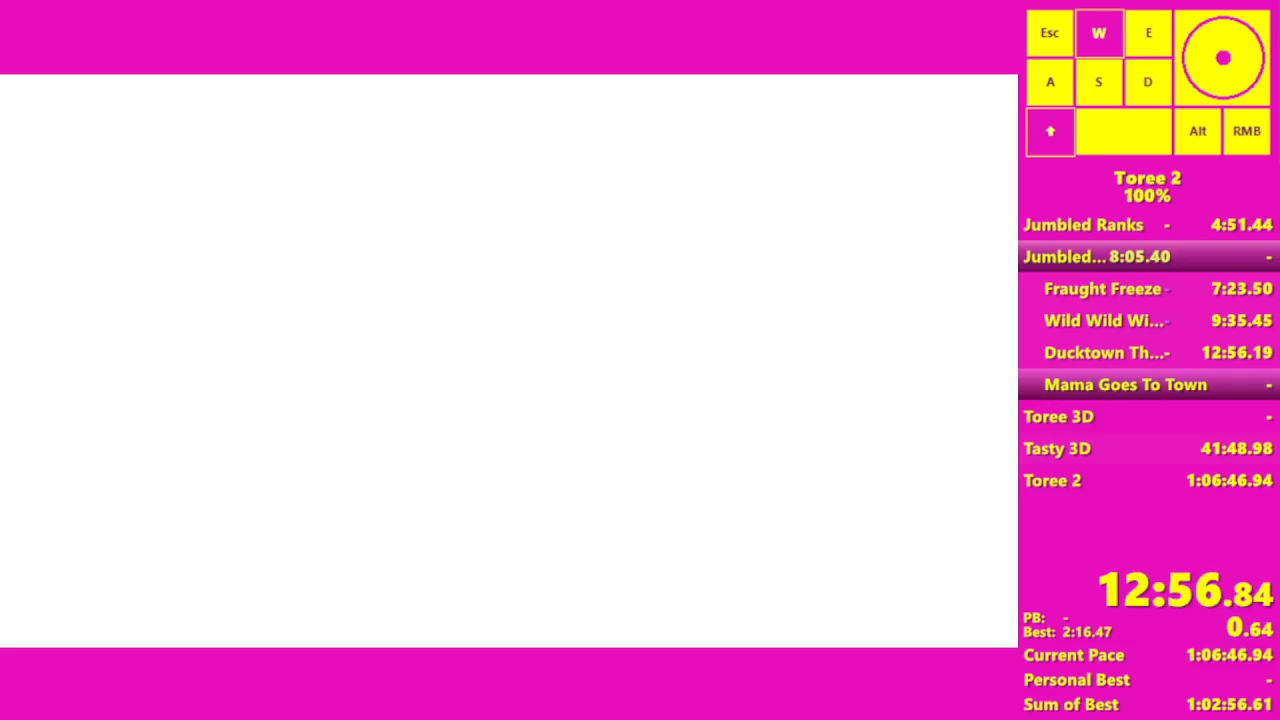 Esc W E
A S D
Alt RMB
Toree 2
100%
Jumbled Ranks - 4:51.44
Jumbled... 8:05.40 -
Fraught Freeze - 7:23.50
Wild Wild Wi... - 9:35.45
Ducktown Th... - 12:56.19
Mama Goes To Town -
Toree 3D -
Tasty 3D 41:48.98
Toree 2 1:06:46.94
12:56.84
PB: -
Best: 2:16.47 0.64
Current Pace 1:06:46.94
Personal Best -
Sum of Best 1:02:56.61